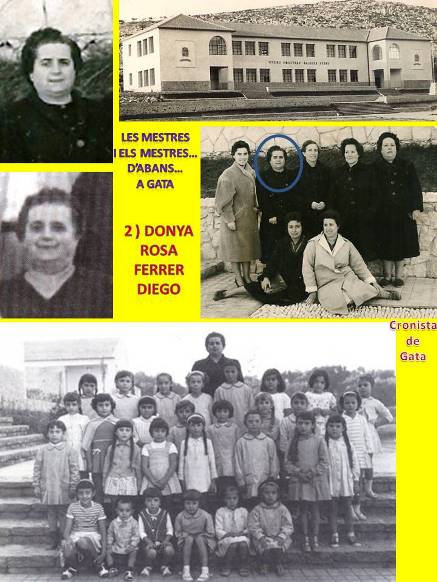 LES MESTRES
I ELS MESTRES...
D'ABANS...
A GATA
2 ) DONYA
ROSA
FERRER
DIEGO
Cronista
de
Gata